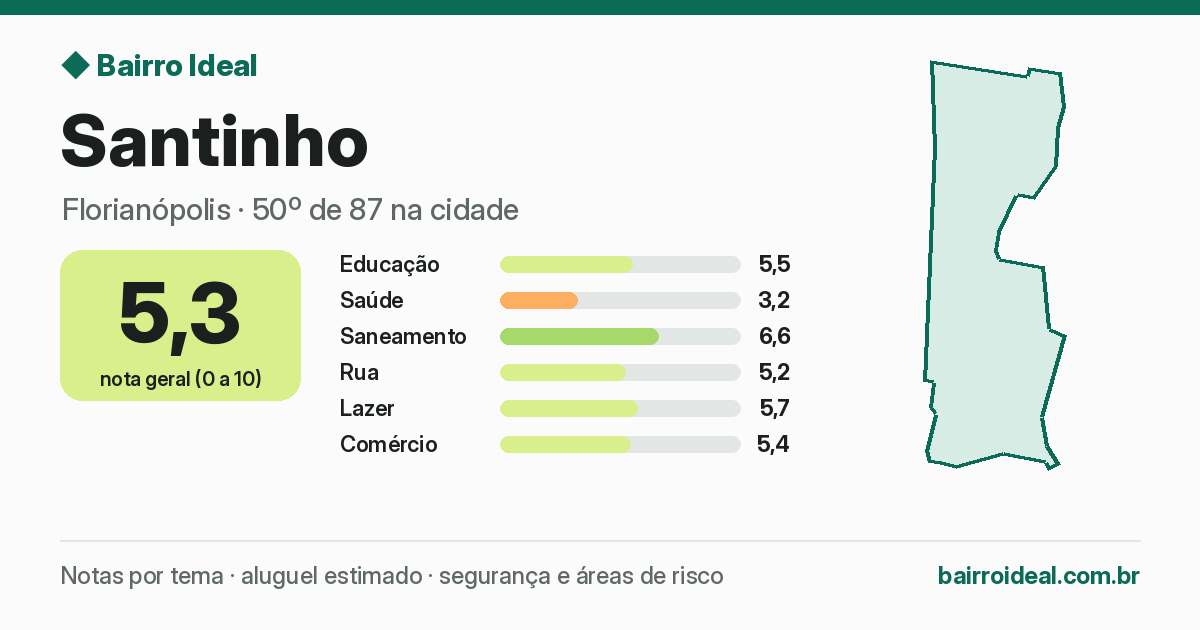 Bairro Ideal
Santinho
Florianópolis · 50º de 87 na cidade
5,3
nota geral (0 a 10)
Educação 5,5
Saúde 3,2
Saneamento 6,6
Rua 5,2
Lazer 5,7
Comércio 5,4
Notas por tema · aluguel estimado · segurança e áreas de risco
bairroideal.com.br